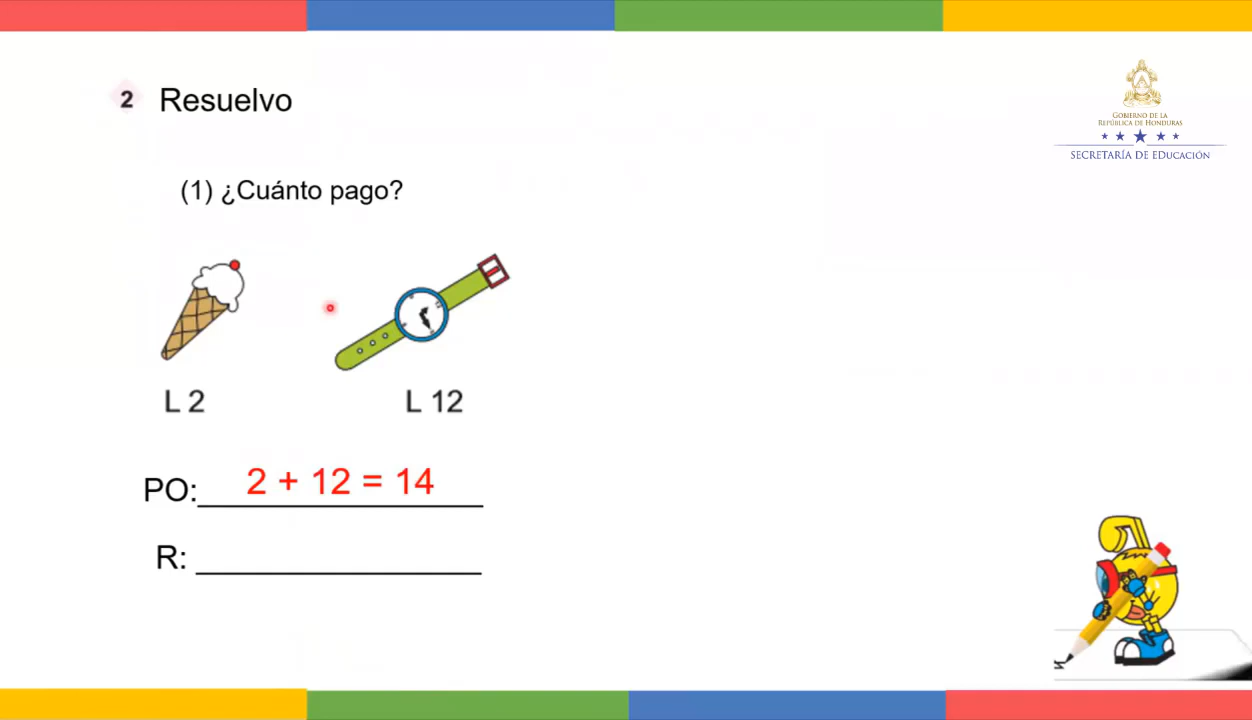 2 Resuelvo
GOBIERNO DE LA
REPÚBLICA DE HONDURAS
SECRETARÍA DE EDUCACIÓN
(1) ¿Cuánto pago?
L 2
L 12
PO: 2 + 12 = 14
R: